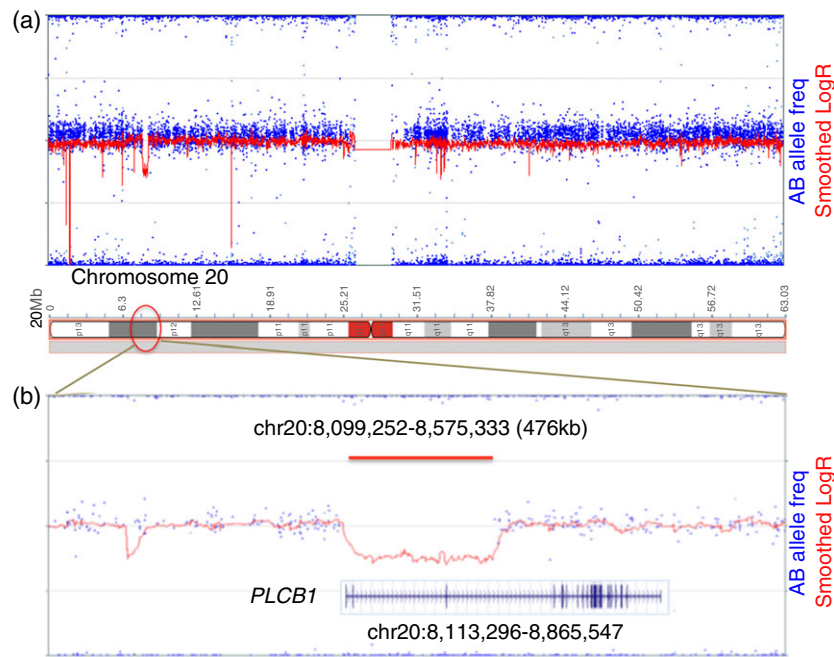 (a)
AB allele freq
Smoothed LogR
Chromosome 20
20Mb
0
6.3
12.61
18.91
25.21
31.51
37.82
44.12
50.42
56.72
63.03
p13
p12
p11
p11
q11
q11
q13.
q13.
q13.
(b)
chr20:8,099,252-8,575,333 (476kb)
AB allele freq
Smoothed LogR
PLCB1
chr20:8,113,296-8,865,547